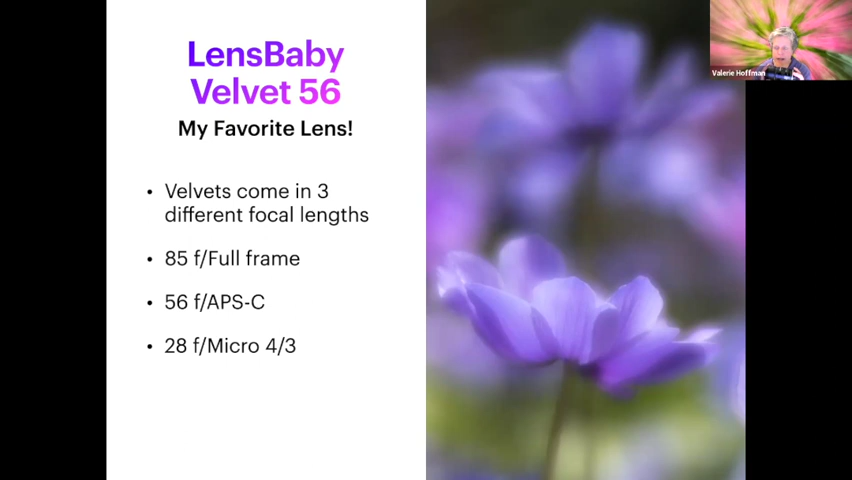 LensBaby
Velvet 56
My Favorite Lens!
• Velvets come in 3
different focal lengths
• 85 f/Full frame
• 56 f/APS-C
• 28 f/Micro 4/3
Valerie Hoffman